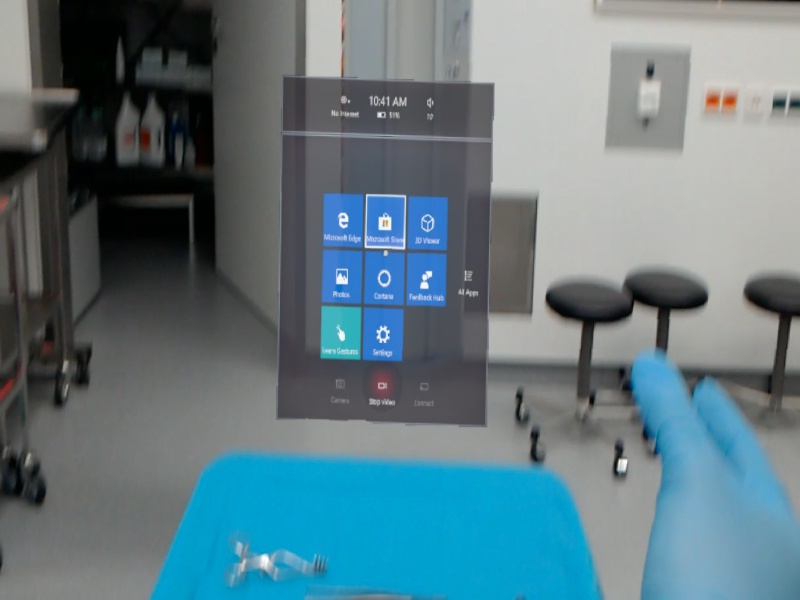 10:41 AM
No Internet
51%
10
Microsoft Edge
Microsoft Store
3D Viewer
Photos
Cortana
Feedback Hub
All Apps
Learn Gestures
Settings
Camera
Stop video
Connect